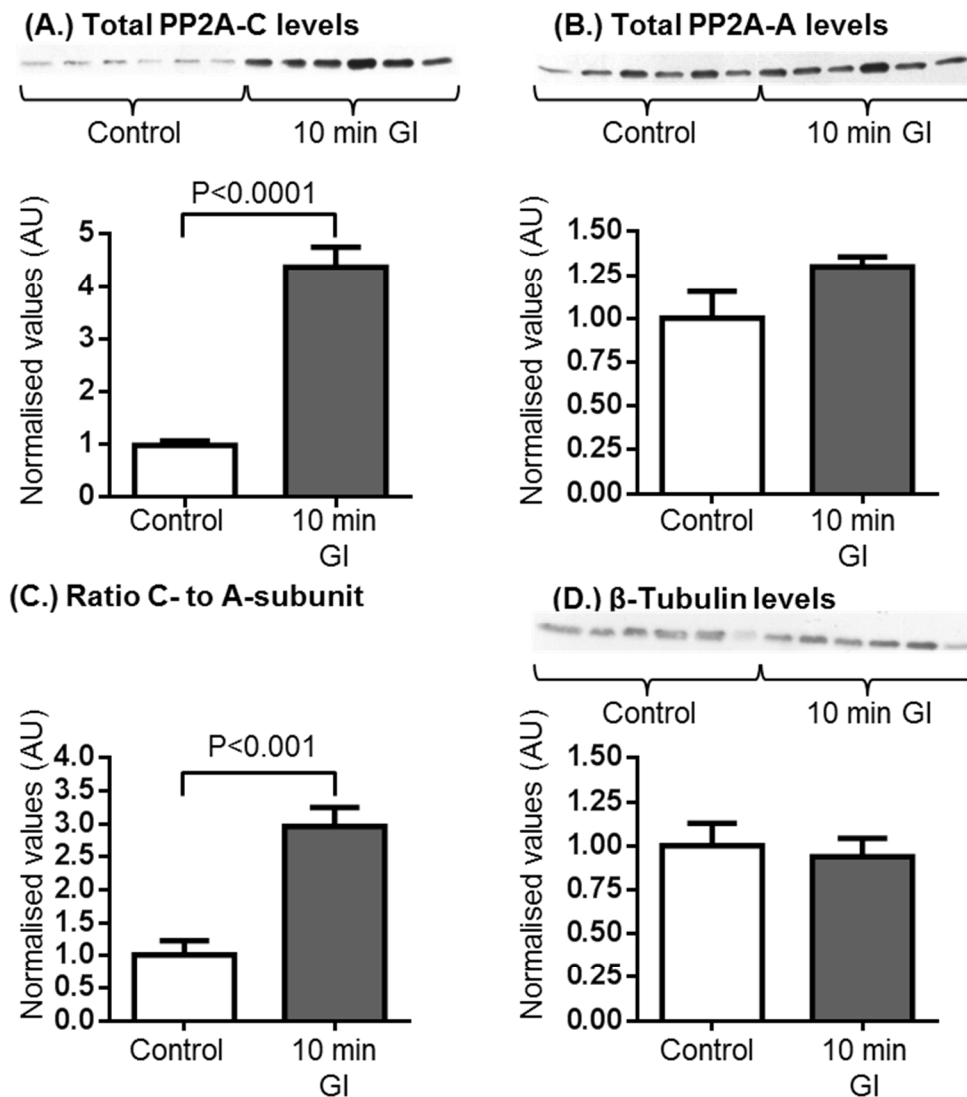 (A.) Total PP2A-C levels
Control
10 min GI
P<0.0001
Normalised values (AU)
5
4
3
2
1
0
Control
10 min
GI
(B.) Total PP2A-A levels
Control
10 min GI
Normalised values (AU)
1.50
1.25
1.00
0.75
0.50
0.25
0.00
Control
10 min
GI
(C.) Ratio C- to A-subunit
P<0.001
Normalised values (AU)
4.0
3.5
3.0
2.5
2.0
1.5
1.0
0.5
0.0
Control
10 min
GI
(D.) β-Tubulin levels
Control
10 min GI
Normalised values (AU)
1.50
1.25
1.00
0.75
0.50
0.25
0.00
Control
10 min
GI